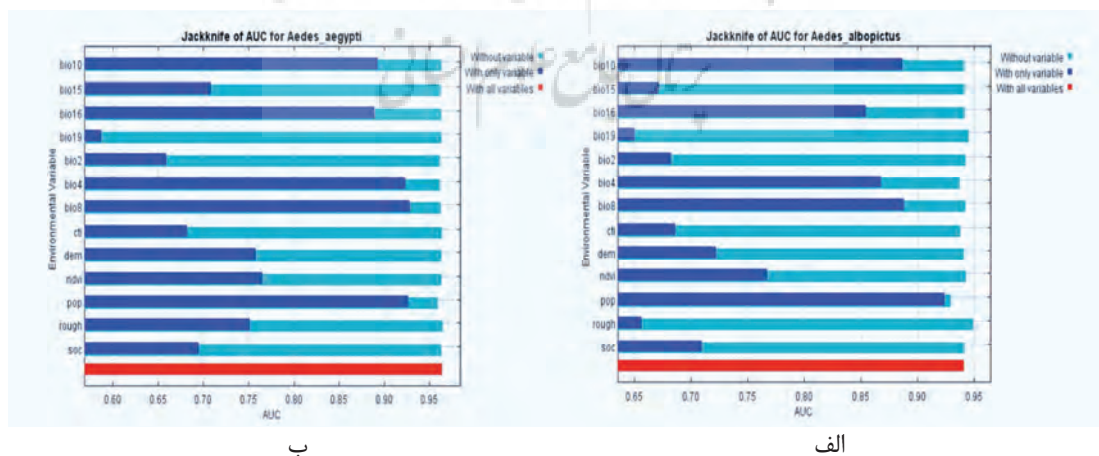 Jackknife of AUC for Aedes_aegypti
Without variable
With only variable
With all variables
Environmental Variable
bio10
bio15
bio16
bio19
bio2
bio4
bio8
cti
dem
ndvi
pop
rough
soc
0.60 0.65 0.70 0.75 0.80 0.85 0.90 0.95
AUC
ب
Jackknife of AUC for Aedes_albopictus
Without variable
With only variable
With all variables
Environmental Variable
bio10
bio15
bio16
bio19
bio2
bio4
bio8
cti
dem
ndvi
pop
rough
soc
0.65 0.70 0.75 0.80 0.85 0.90 0.95
AUC
الف